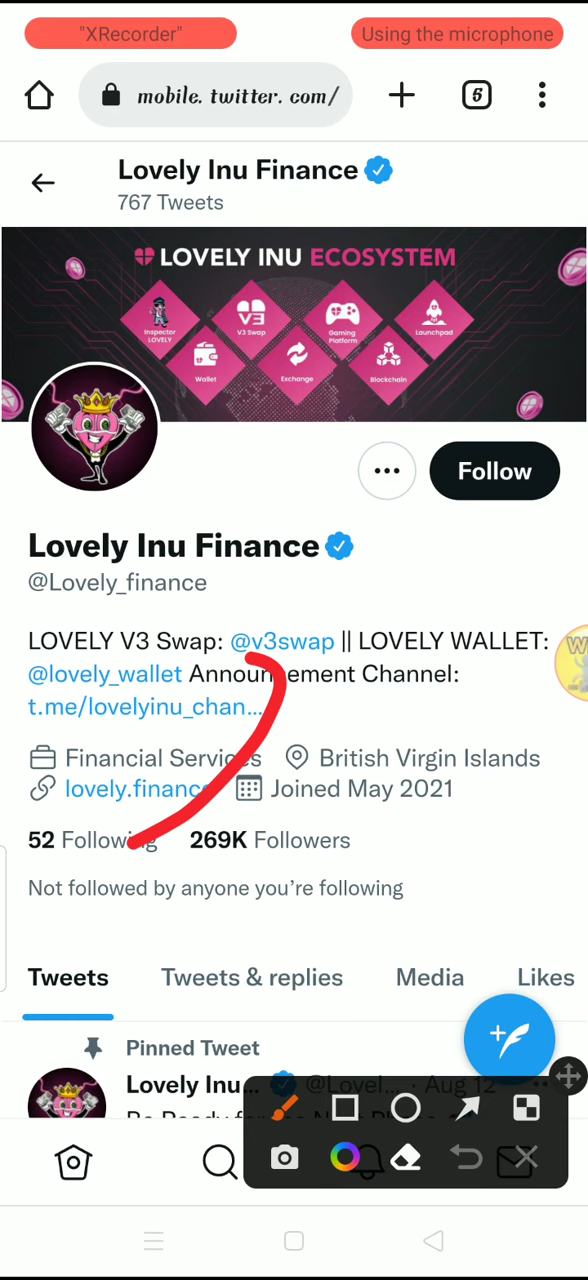 "XRecorder" Using the microphone
mobile. twitter. com/ 6
Lovely Inu Finance
767 Tweets
LOVELY INU ECOSYSTEM
Inspector LOVELY
V3
V3 Swap
Gaming Platform
Launchpad
Wallet
Exchange
Blockchain
Follow
Lovely Inu Finance
@Lovely_finance
LOVELY V3 Swap: @v3swap || LOVELY WALLET:
@lovely_wallet Announcement Channel:
t.me/lovelyinu_chan...
Financial Services British Virgin Islands
lovely.finance Joined May 2021
52 Following 269K Followers
Not followed by anyone you're following
Tweets Tweets & replies Media Likes
Pinned Tweet
Lovely Inu... @Lovel... · Aug 12